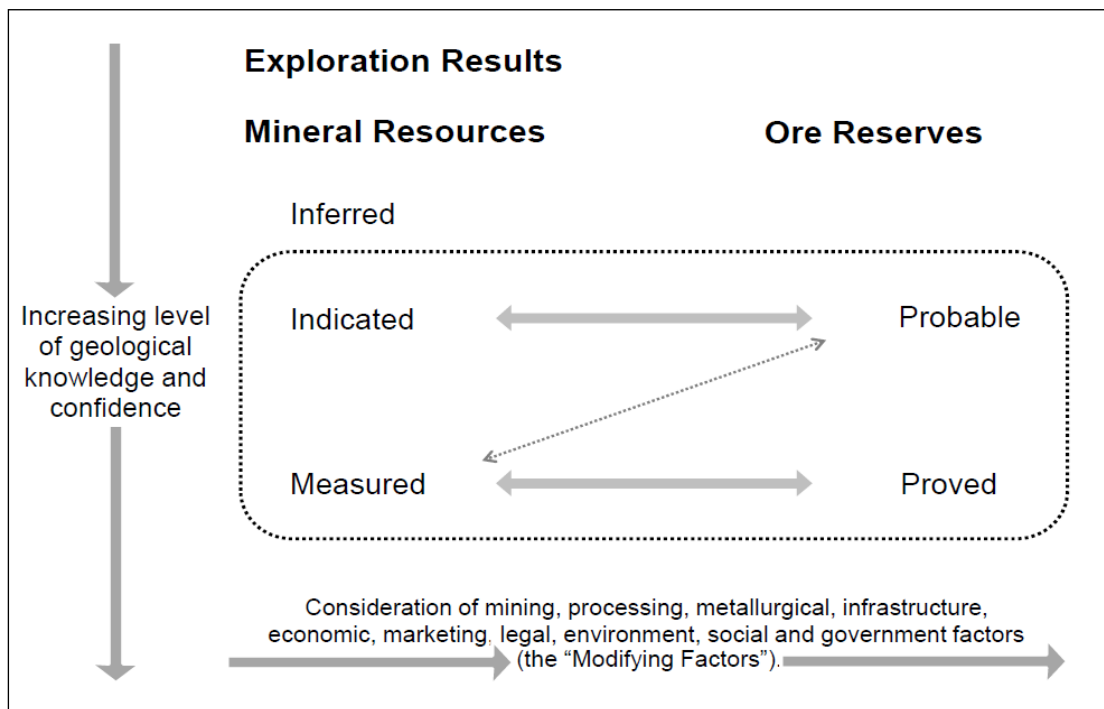 Exploration Results
Mineral Resources
Ore Reserves
Inferred
Increasing level
of geological
knowledge and
confidence
Indicated
Probable
Measured
Proved
Consideration of mining, processing, metallurgical, infrastructure,
economic, marketing, legal, environment, social and government factors
(the “Modifying Factors”).